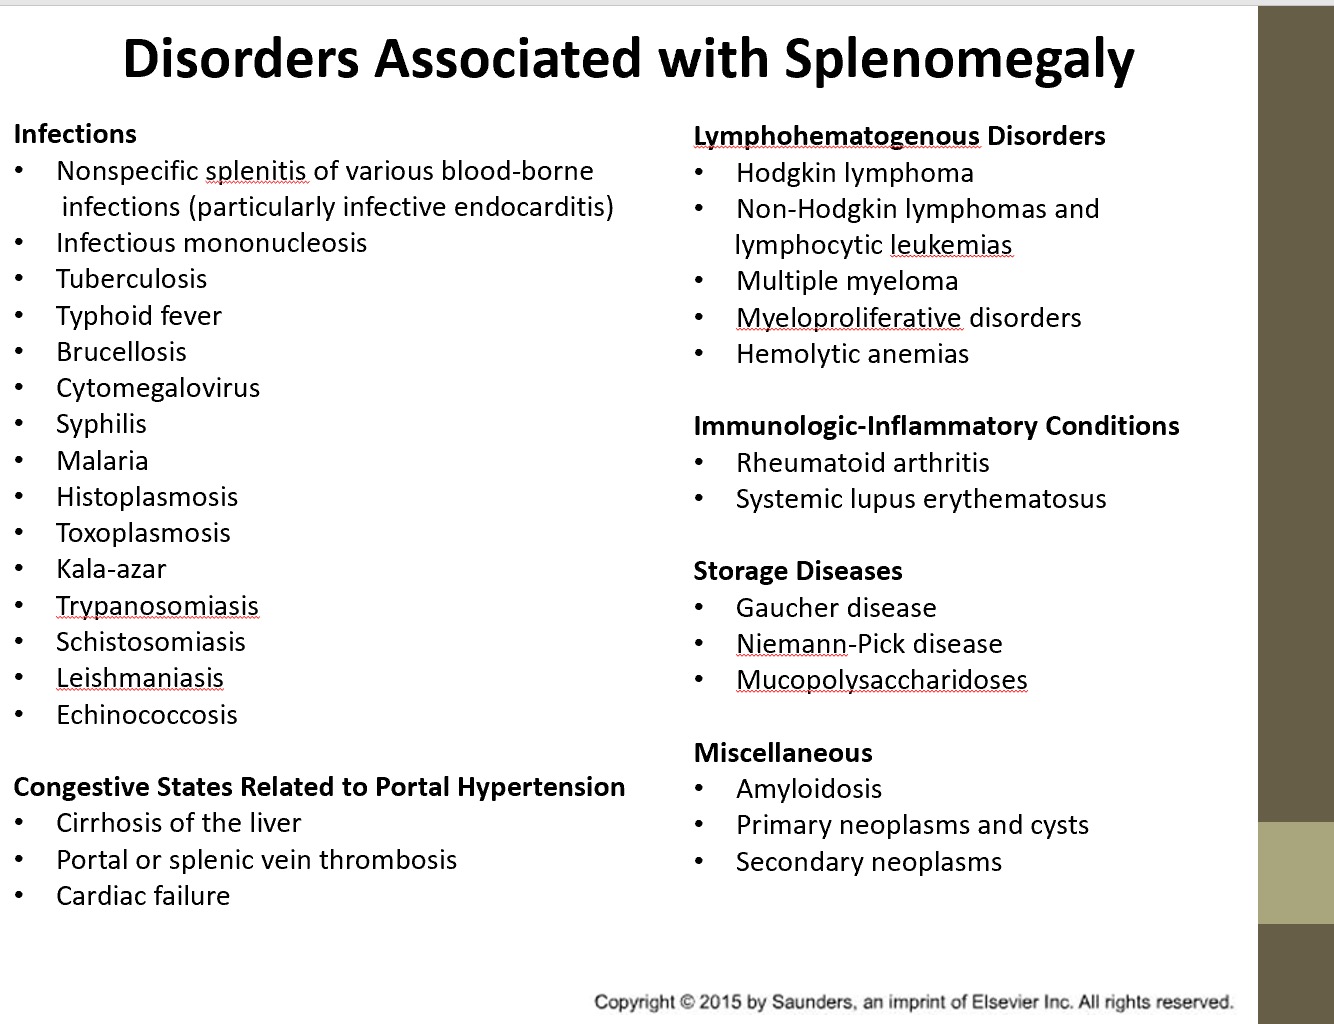 Disorders Associated with Splenomegaly
Infections
• Nonspecific splenitis of various blood-borne
infections (particularly infective endocarditis)
• Infectious mononucleosis
• Tuberculosis
• Typhoid fever
• Brucellosis
• Cytomegalovirus
• Syphilis
• Malaria
• Histoplasmosis
• Toxoplasmosis
• Kala-azar
• Trypanosomiasis
• Schistosomiasis
• Leishmaniasis
• Echinococcosis
Congestive States Related to Portal Hypertension
• Cirrhosis of the liver
• Portal or splenic vein thrombosis
• Cardiac failure
Lymphohematogenous Disorders
• Hodgkin lymphoma
• Non-Hodgkin lymphomas and
lymphocytic leukemias
• Multiple myeloma
• Myeloproliferative disorders
• Hemolytic anemias
Immunologic-Inflammatory Conditions
• Rheumatoid arthritis
• Systemic lupus erythematosus
Storage Diseases
• Gaucher disease
• Niemann-Pick disease
• Mucopolysaccharidoses
Miscellaneous
• Amyloidosis
• Primary neoplasms and cysts
• Secondary neoplasms
Copyright © 2015 by Saunders, an imprint of Elsevier Inc. All rights reserved.